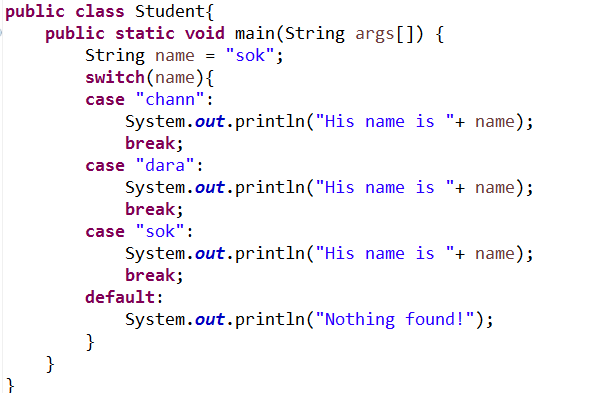 public class Student{
    public static void main(String args[]) {
        String name = "sok";
        switch(name){
        case "chann":
            System.out.println("His name is "+ name);
            break;
        case "dara":
            System.out.println("His name is "+ name);
            break;
        case "sok":
            System.out.println("His name is "+ name);
            break;
        default:
            System.out.println("Nothing found!");
        }
    }
}